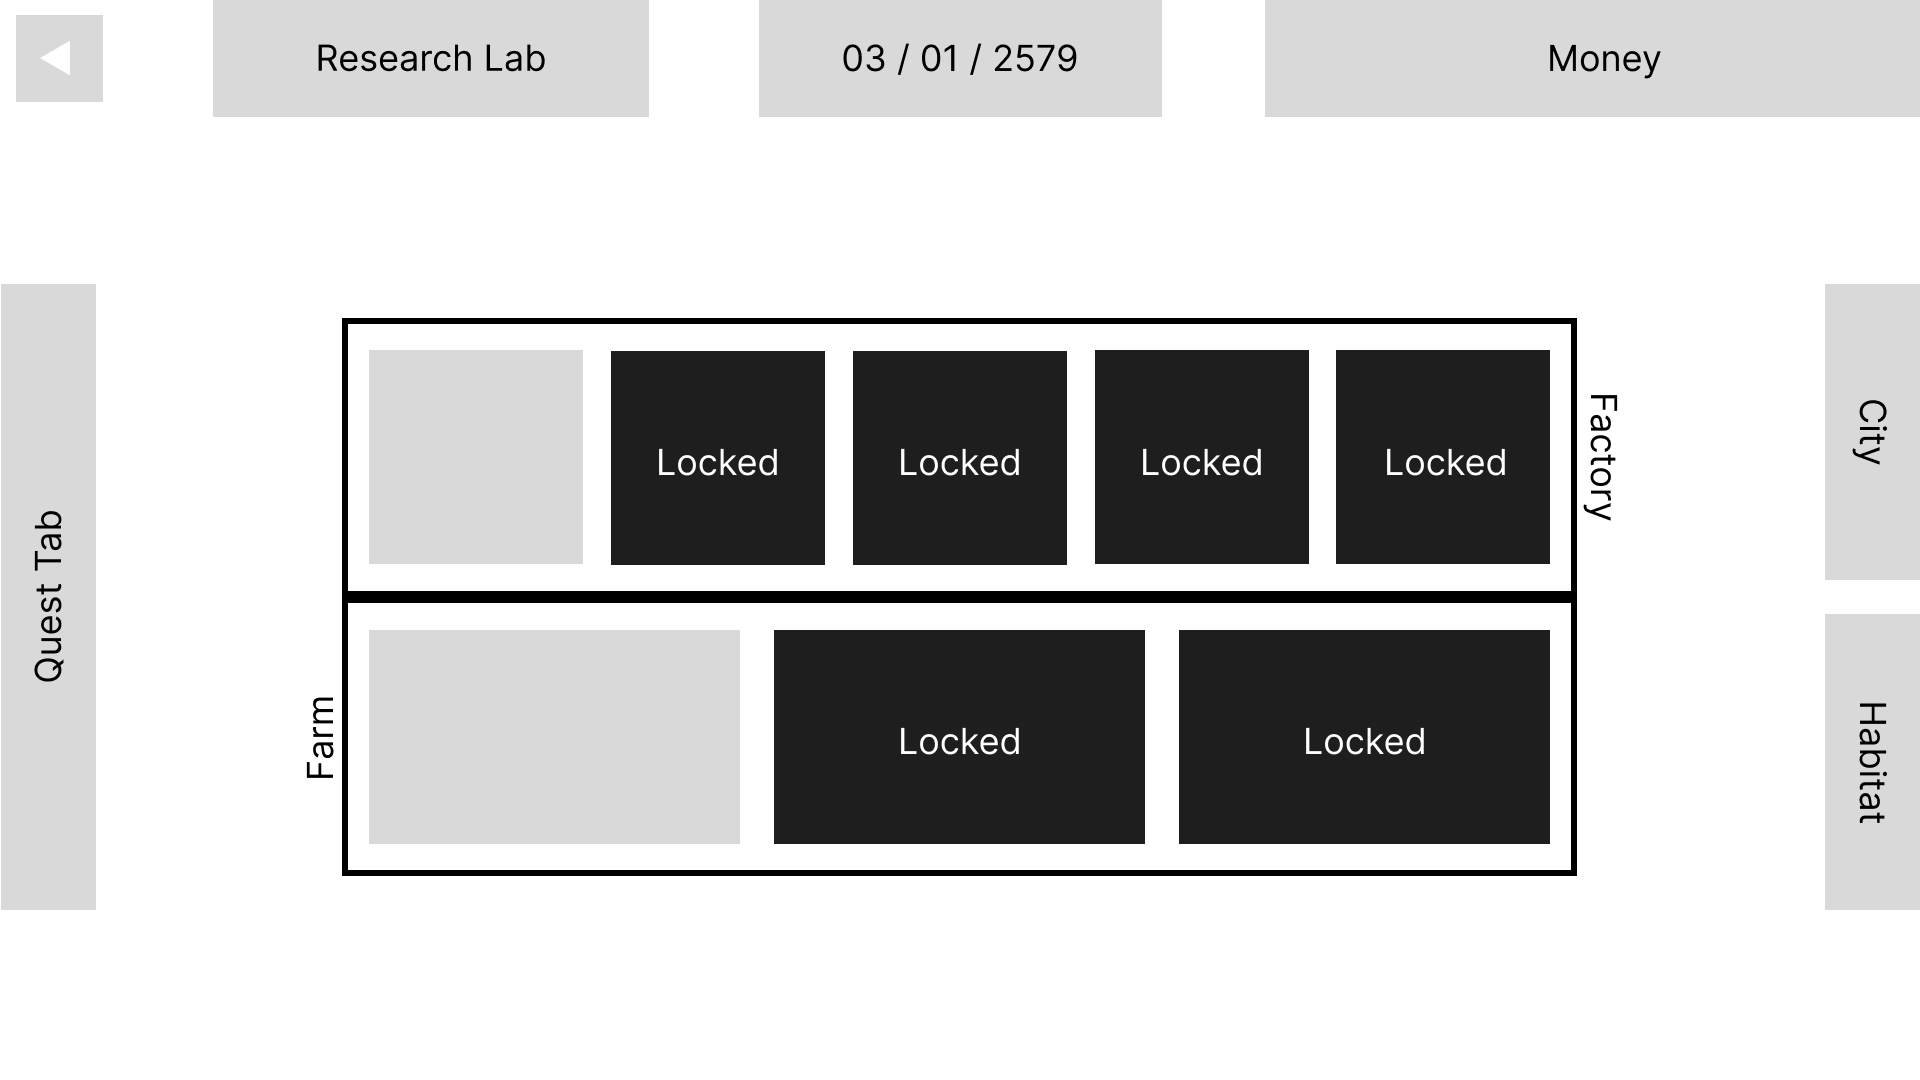 Research Lab
03 / 01 / 2579
Money
Quest Tab
Locked
Locked
Locked
Locked
Factory
City
Farm
Locked
Locked
Habitat